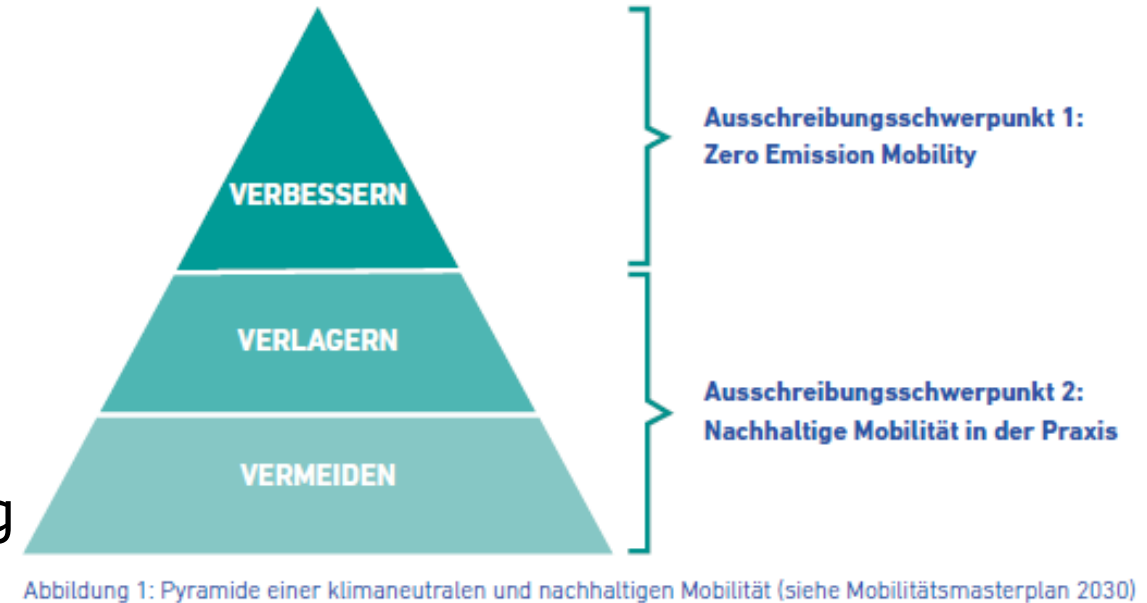 VERBESSERN
Ausschreibungsschwerpunkt 1:
Zero Emission Mobility
VERLAGERN
VERMEIDEN
Ausschreibungsschwerpunkt 2:
Nachhaltige Mobilität in der Praxis
g
Abbildung 1: Pyramide einer klimaneutralen und nachhaltigen Mobilität (siehe Mobilitätsmasterplan 2030)